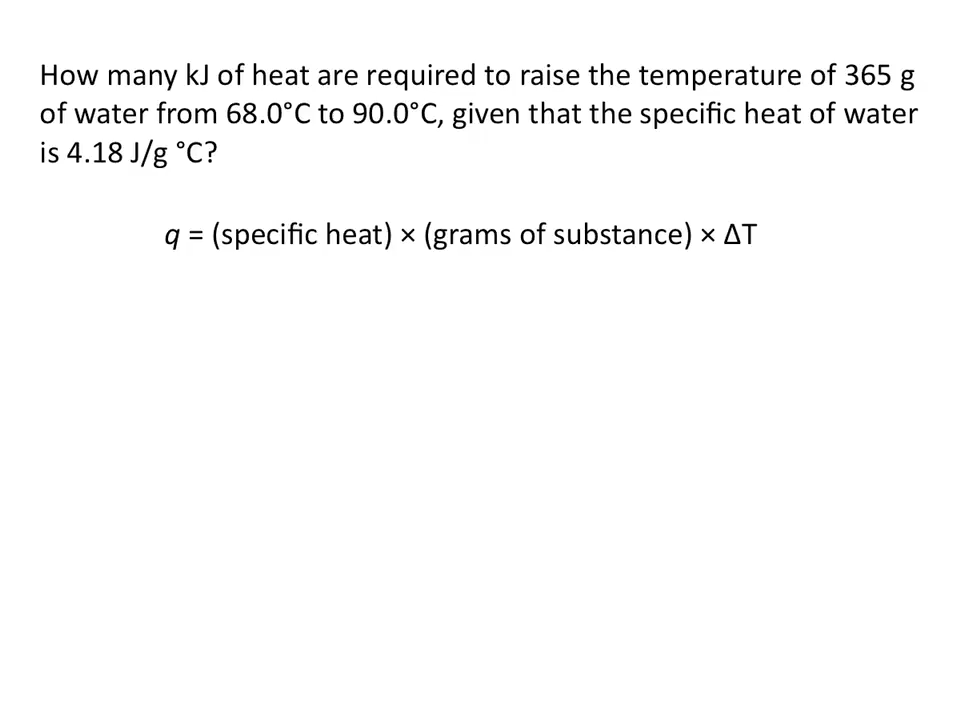 How many kJ of heat are required to raise the temperature of 365 g
of water from 68.0°C to 90.0°C, given that the specific heat of water
is 4.18 J/g °C?
q = (specific heat) × (grams of substance) × ΔT